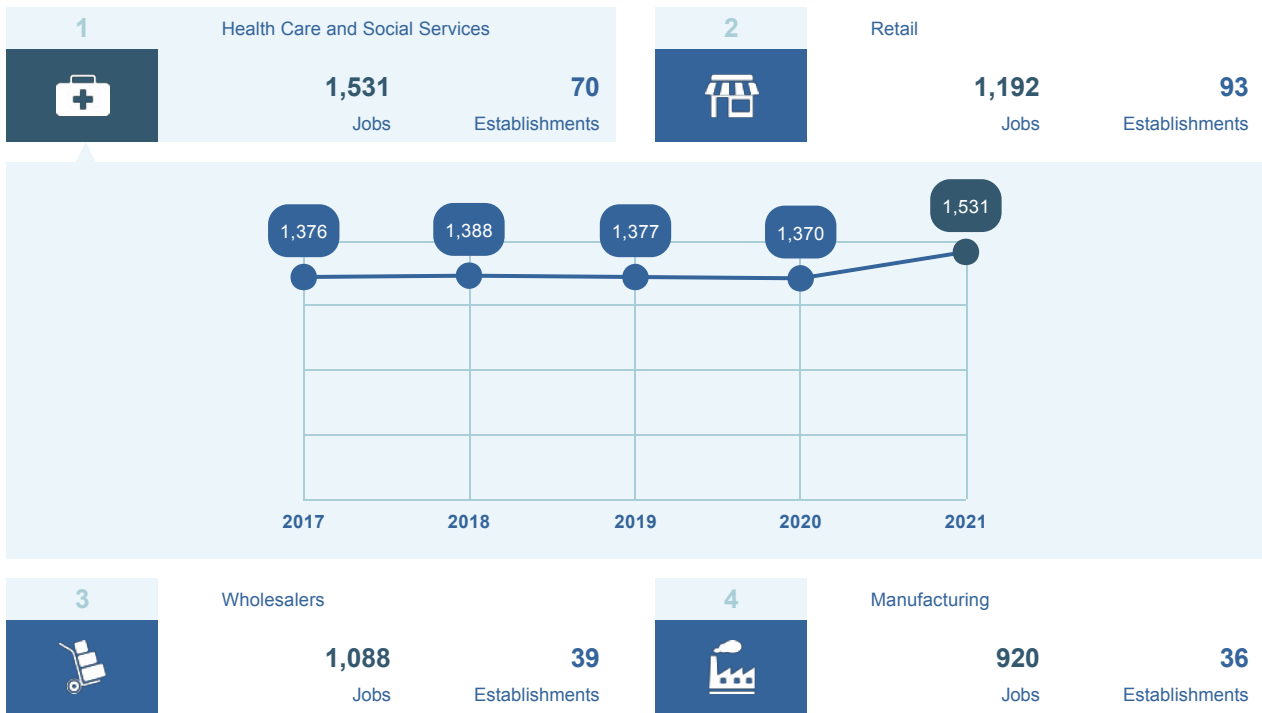 1
Health Care and Social Services
1,531
70
Jobs
Establishments
2
Retail
1,192
93
Jobs
Establishments
1,376
1,388
1,377
1,370
1,531
2017
2018
2019
2020
2021
3
Wholesalers
1,088
39
Jobs
Establishments
4
Manufacturing
920
36
Jobs
Establishments